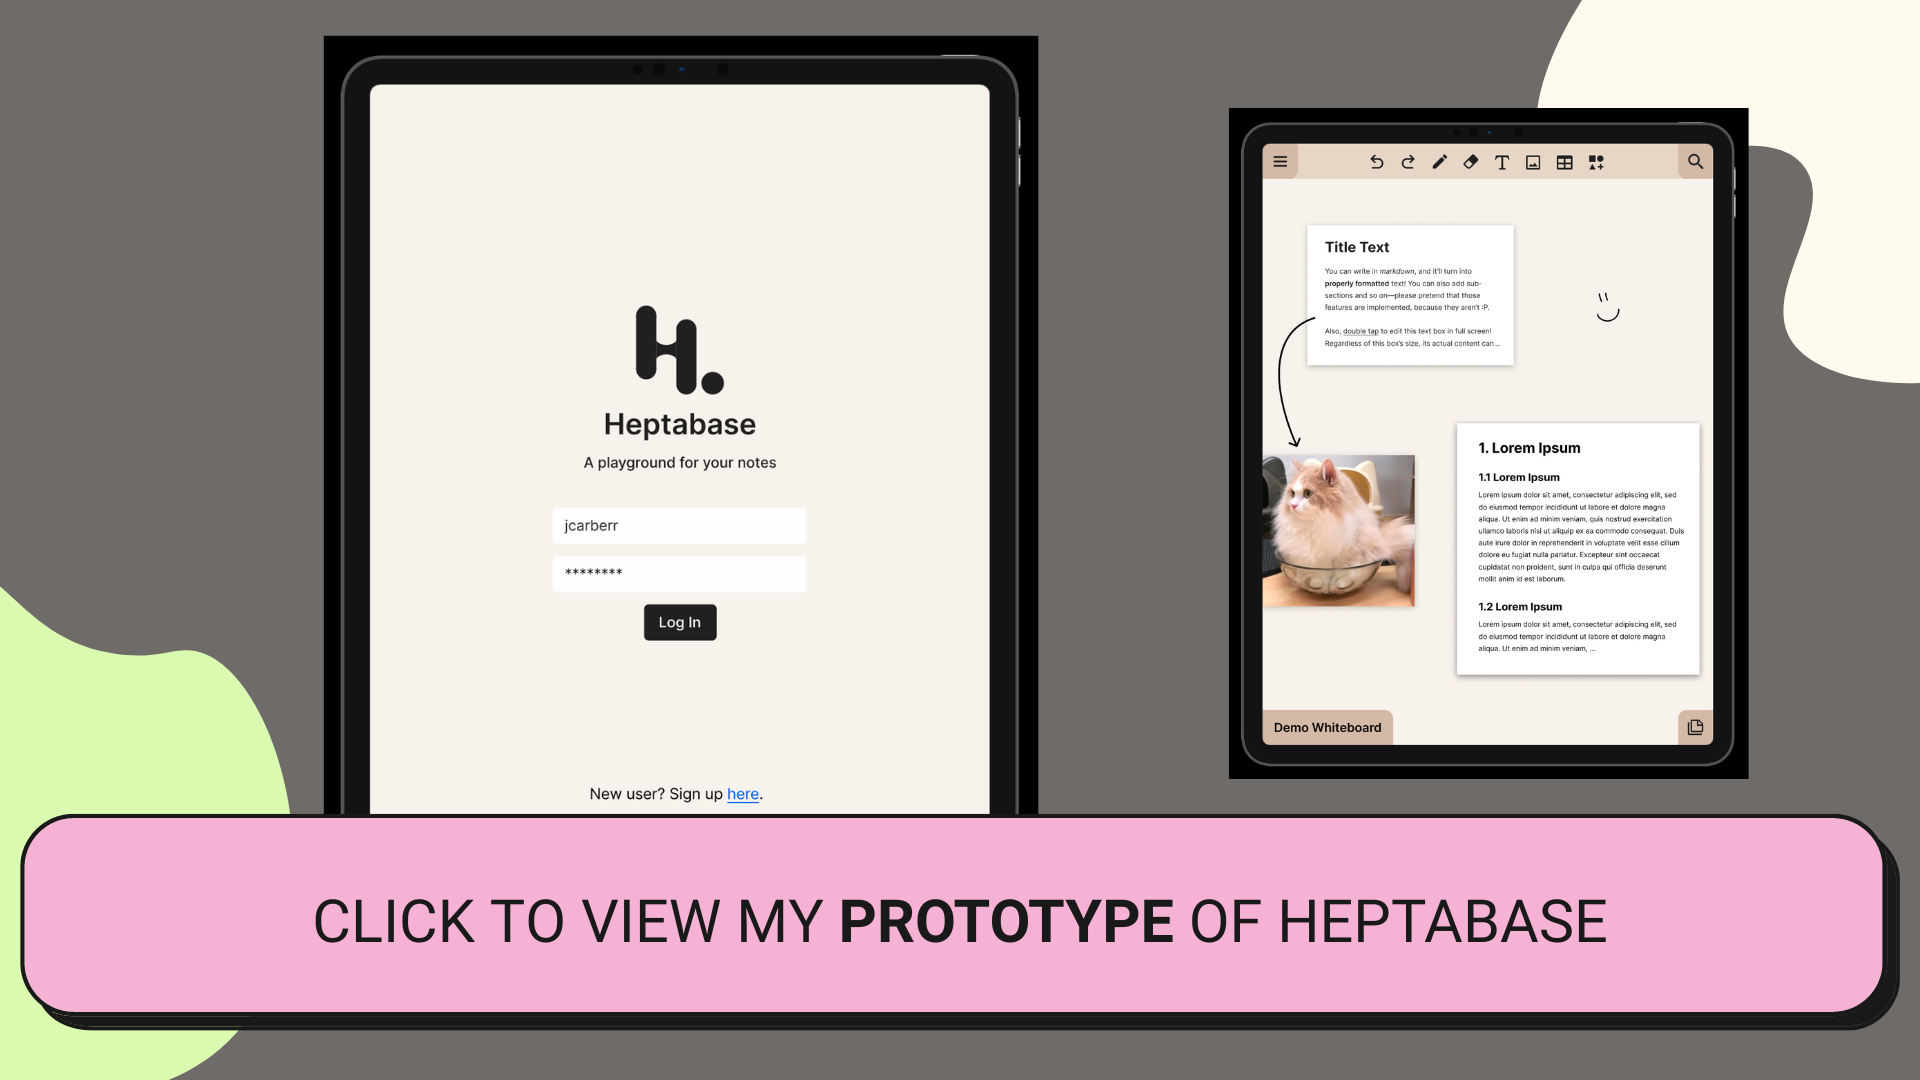 H.
Heptabase
A playground for your notes
jcarberr
********
Log In
New user? Sign up here.
T
Title Text
You can write in markdown, and it'll turn into
properly formatted text! You can also add sub-
sections and so on—please pretend that those
features are implemented, because they aren't :P.
Also, double tap to edit this text box in full screen!
Regardless of this box's size, its actual content can...
1. Lorem Ipsum
1.1 Lorem Ipsum
Lorem ipsum dolor sit amet, consectetur adipiscing elit, sed
do eiusmod tempor incididunt ut labore et dolore magna
aliqua. Ut enim ad minim veniam, quis nostrud exercitation
ullamco laboris nisi ut aliquip ex ea commodo consequat. Duis
aute irure dolor in reprehenderit in voluptate velit esse cillum
dolore eu fugiat nulla pariatur. Excepteur sint occaecat
cupidatat non proident, sunt in culpa qui officia deserunt
mollit anim id est laborum.
1.2 Lorem Ipsum
Lorem ipsum dolor sit amet, consectetur adipiscing elit, sed
do eiusmod tempor incididunt ut labore et dolore magna
aliqua. Ut enim ad minim veniam, ...
Demo Whiteboard
CLICK TO VIEW MY PROTOTYPE OF HEPTABASE